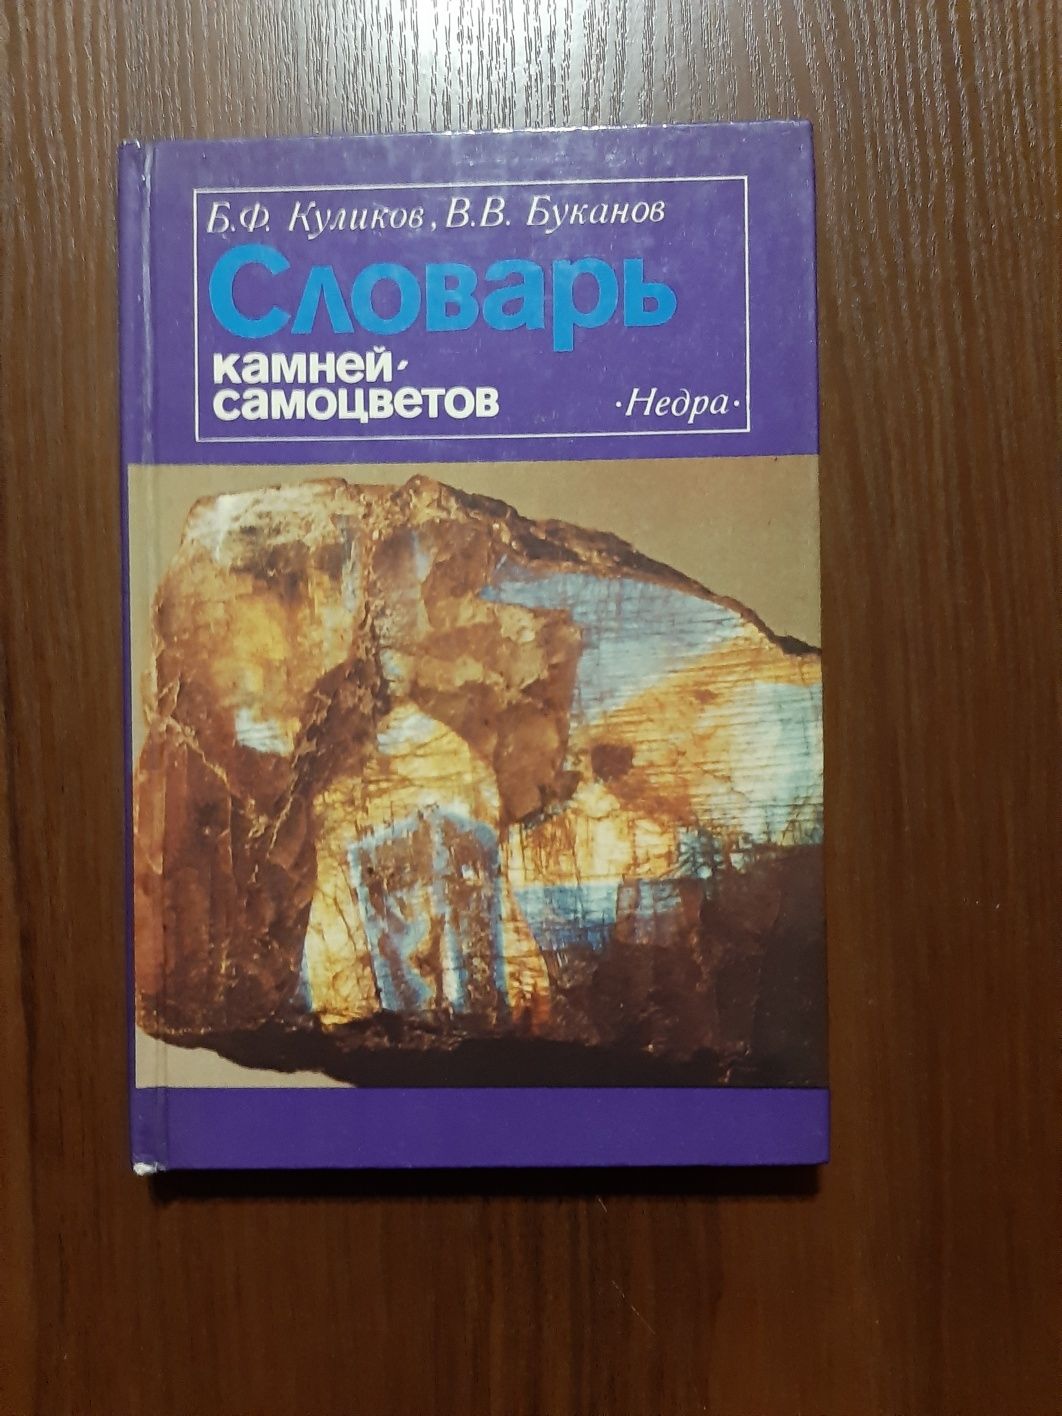 Б.Ф. Куликов, В.В. Буканов
Словарь
камней-
самоцветов
·Недра·